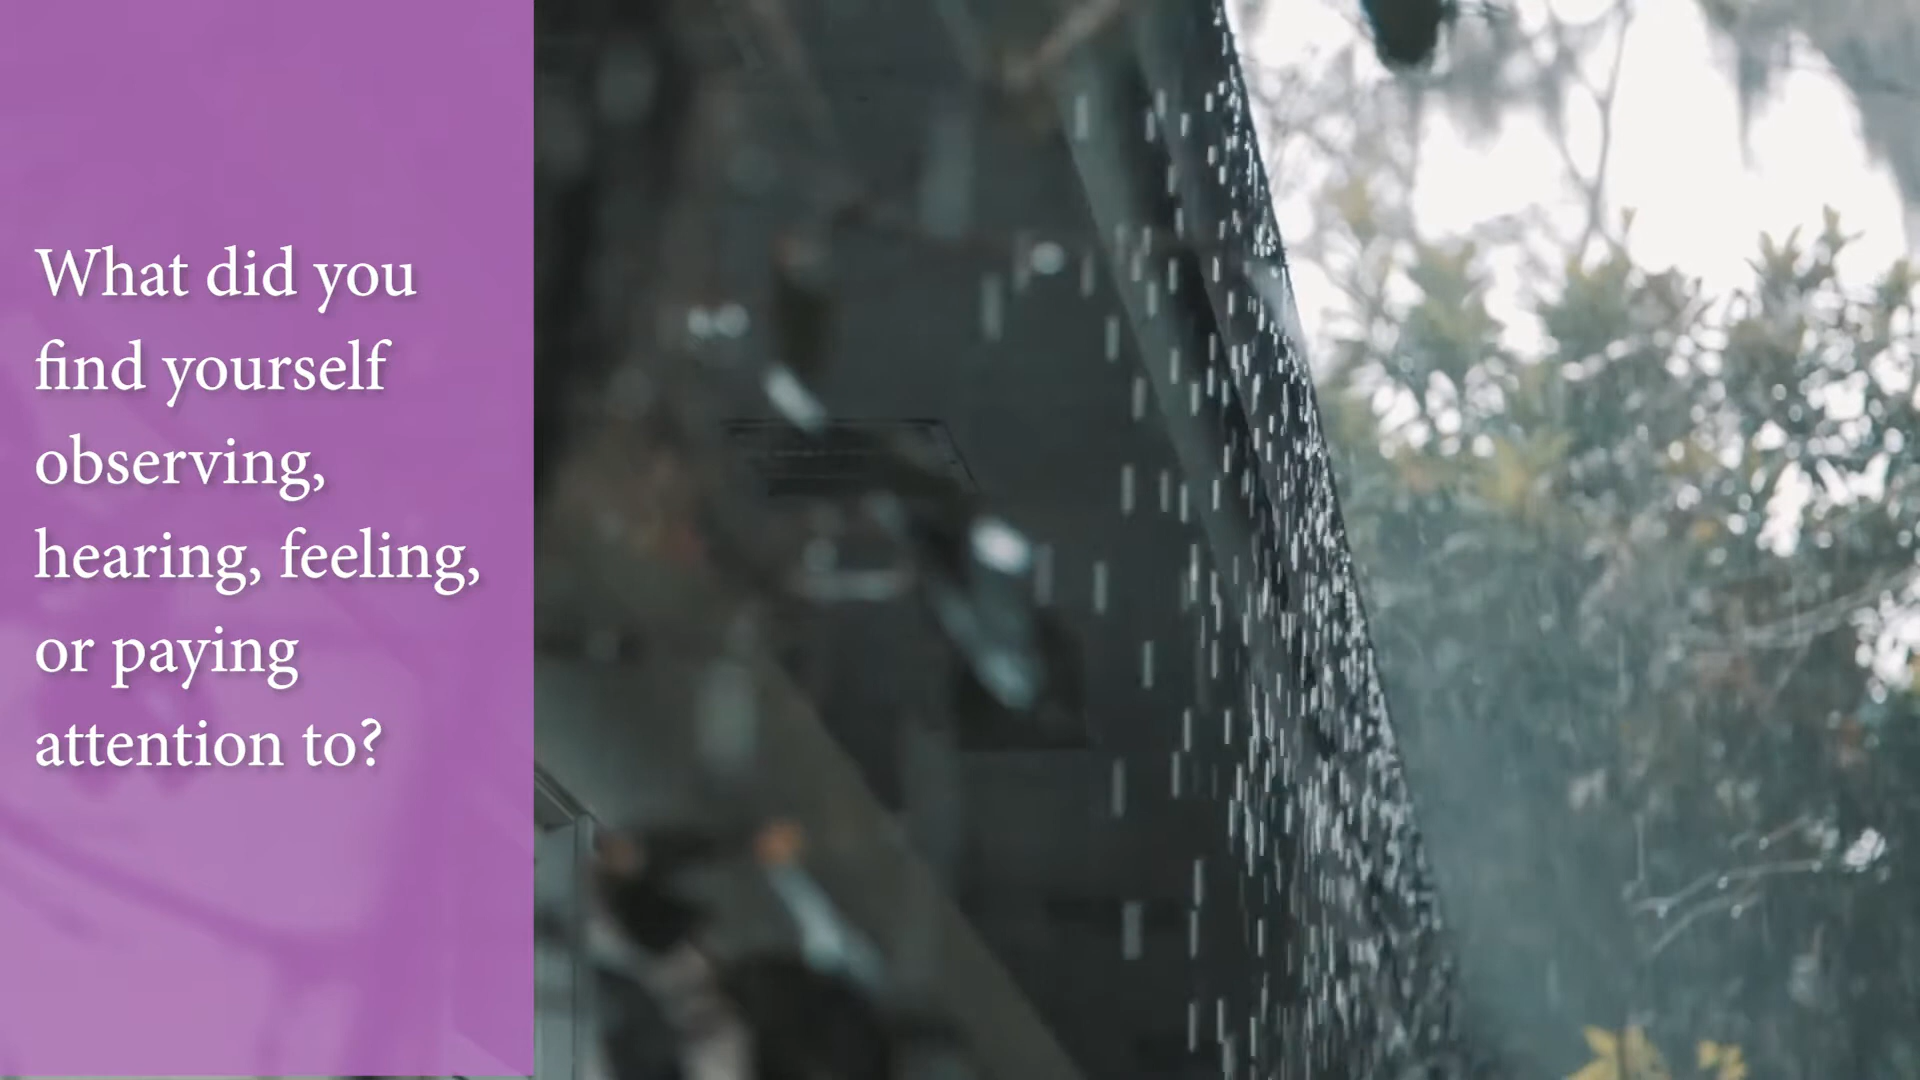 What did you
find yourself
observing,
hearing, feeling,
or paying
attention to?